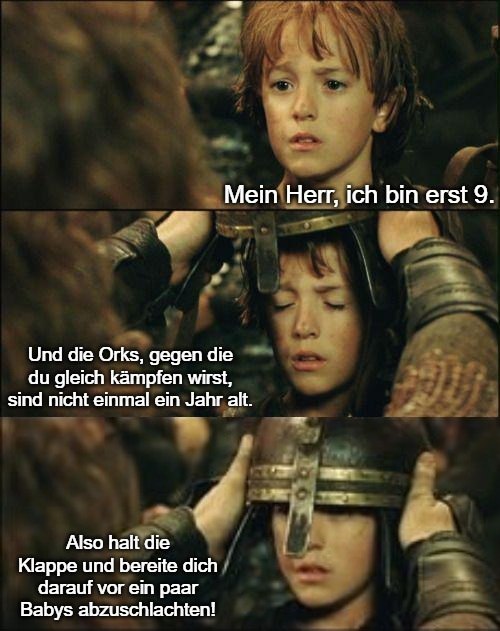 Mein Herr, ich bin erst 9.
Und die Orks, gegen die
du gleich kämpfen wirst,
sind nicht einmal ein Jahr alt.
Also halt die
Klappe und bereite dich
darauf vor ein paar
Babys abzuschlachten!